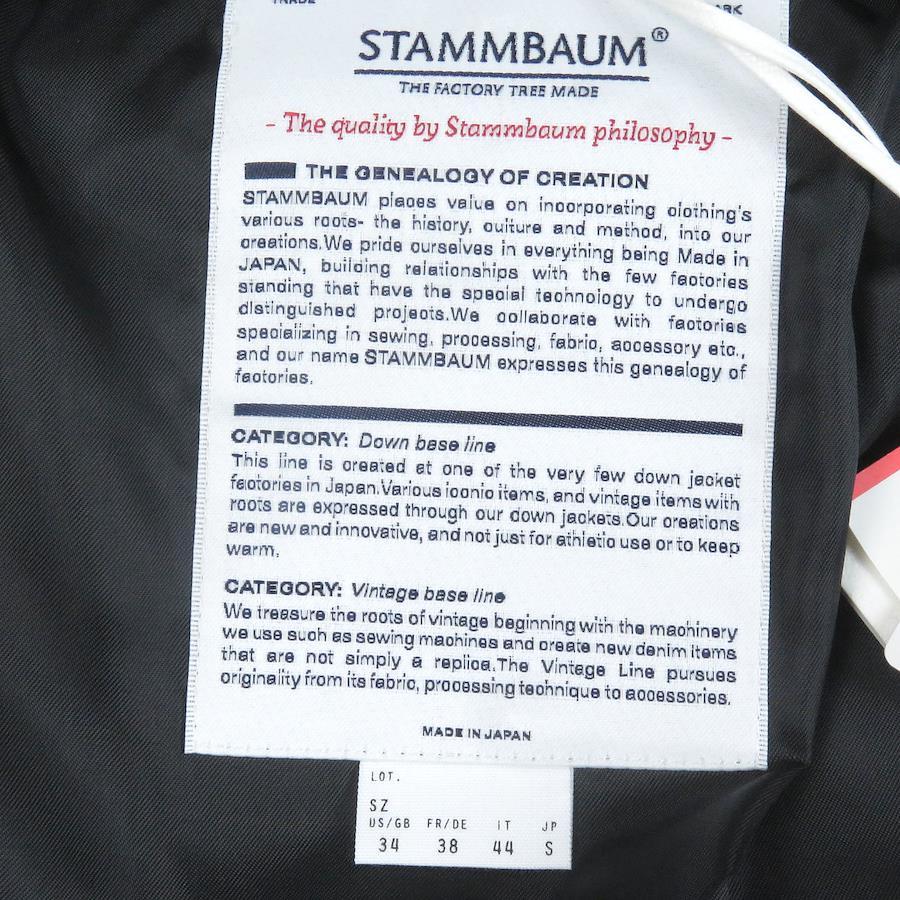 TRADE MARK
STAMMBAUM®
THE FACTORY TREE MADE
- The quality by Stammbaum philosophy -
THE GENEALOGY OF CREATION
STAMMBAUM places value on incorporating clothing's
various roots- the history, culture and method, into our
creations.We pride ourselves in everything being Made in
JAPAN, building relationships with the few factories
standing that have the special technology to undergo
distinguished projects.We collaborate with factories
specializing in sewing, processing, fabric, accessory etc.,
and our name STAMMBAUM expresses this genealogy of
factories.
CATEGORY: Down base line
This line is created at one of the very few down jacket
factories in Japan.Various iconic items, and vintage items with
roots are expressed through our down jackets.Our creations
are new and innovative, and not just for athletic use or to keep
warm.
CATEGORY: Vintage base line
We treasure the roots of vintage beginning with the machinery
we use such as sewing machines and create new denim items
that are not simply a replica.The Vintage Line pursues
originality from its fabric, processing technique to accessories.
MADE IN JAPAN
LOT.
SZ
US/GB FR/DE IT JP
34 38 44 S